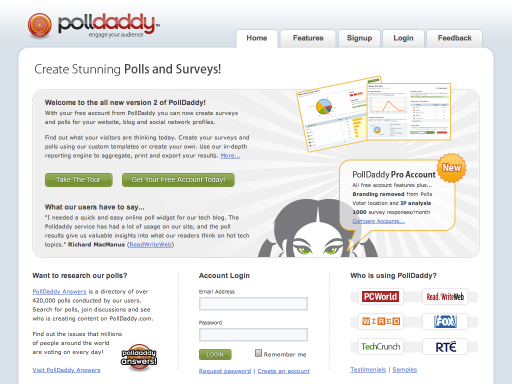 polldaddy™
engage your audience
Home
Features
Signup
Login
Feedback
Create Stunning Polls and Surveys!
Welcome to the all new version 2 of PollDaddy!
With your free account from PollDaddy you can now create surveys
and polls for your website, blog and social network profiles.
Find out what your visitors are thinking today. Create your surveys and
polls using our custom templates or create your own. Use our in-depth
reporting engine to aggregate, print and export your results. More...
Take The Tour
Get Your Free Account Today!
What our users have to say...
"I needed a quick and easy online poll widget for our tech blog. The
Polldaddy service has had a lot of usage on our site, and the poll
results give us valuable insights into what our readers think on hot tech
topics." Richard MacManus (ReadWriteWeb)
New
PollDaddy Pro Account
All free account features plus...
Branding removed from Polls
Voter location and IP analysis
1000 survey responses/month
Compare Accounts...
Want to research our polls?
PollDaddy Answers is a directory of over
420,000 polls conducted by our users.
Search for polls, join discussions and see
who is creating content on PollDaddy.com.
Find out the issues that millions
of people around the world
are voting on every day!
Visit PollDaddy Answers
polldaddy
answers!
Account Login
Email Address
Password
LOGIN
Remember me
Request password | Create an account
Who is using PollDaddy?
PCWorld
Read/WriteWeb
WIRED
FOX
TechCrunch
RTÉ
Testimonials | Samples